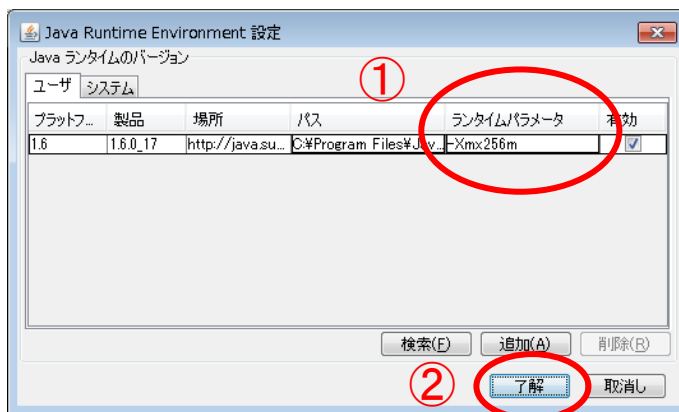 Java Runtime Environment 設定
Java ランタイムのバージョン
ユーザ システム
①
プラットフ... 製品 場所 パス ランタイムパラメータ 有効
1.6 1.6.0_17 http://java.su... C:¥Program Files¥Jav... -Xmx256m
検索(F) 追加(A) 削除(R)
② 了解 取消し